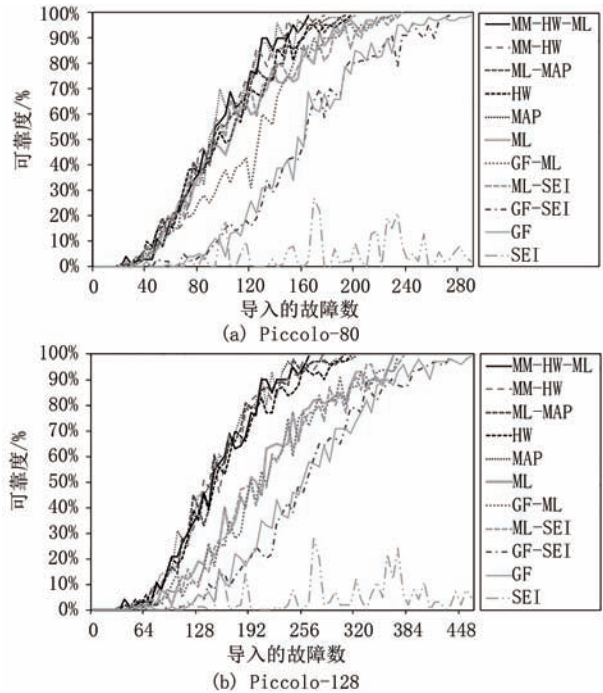 100%
90%
80%
70%
60%
50%
40%
30%
20%
10%
0%
可靠度/%
0 40 80 120 160 200 240 280
导入的故障数
MM-HW-ML
MM-HW
ML-MAP
HW
MAP
ML
GF-ML
ML-SEI
GF-SEI
GF
SEI
(a) Piccolo-80
100%
90%
80%
70%
60%
50%
40%
30%
20%
10%
0%
可靠度/%
0 64 128 192 256 320 384 448
导入的故障数
MM-HW-ML
MM-HW
ML-MAP
HW
MAP
ML
GF-ML
ML-SEI
GF-SEI
GF
SEI
(b) Piccolo-128